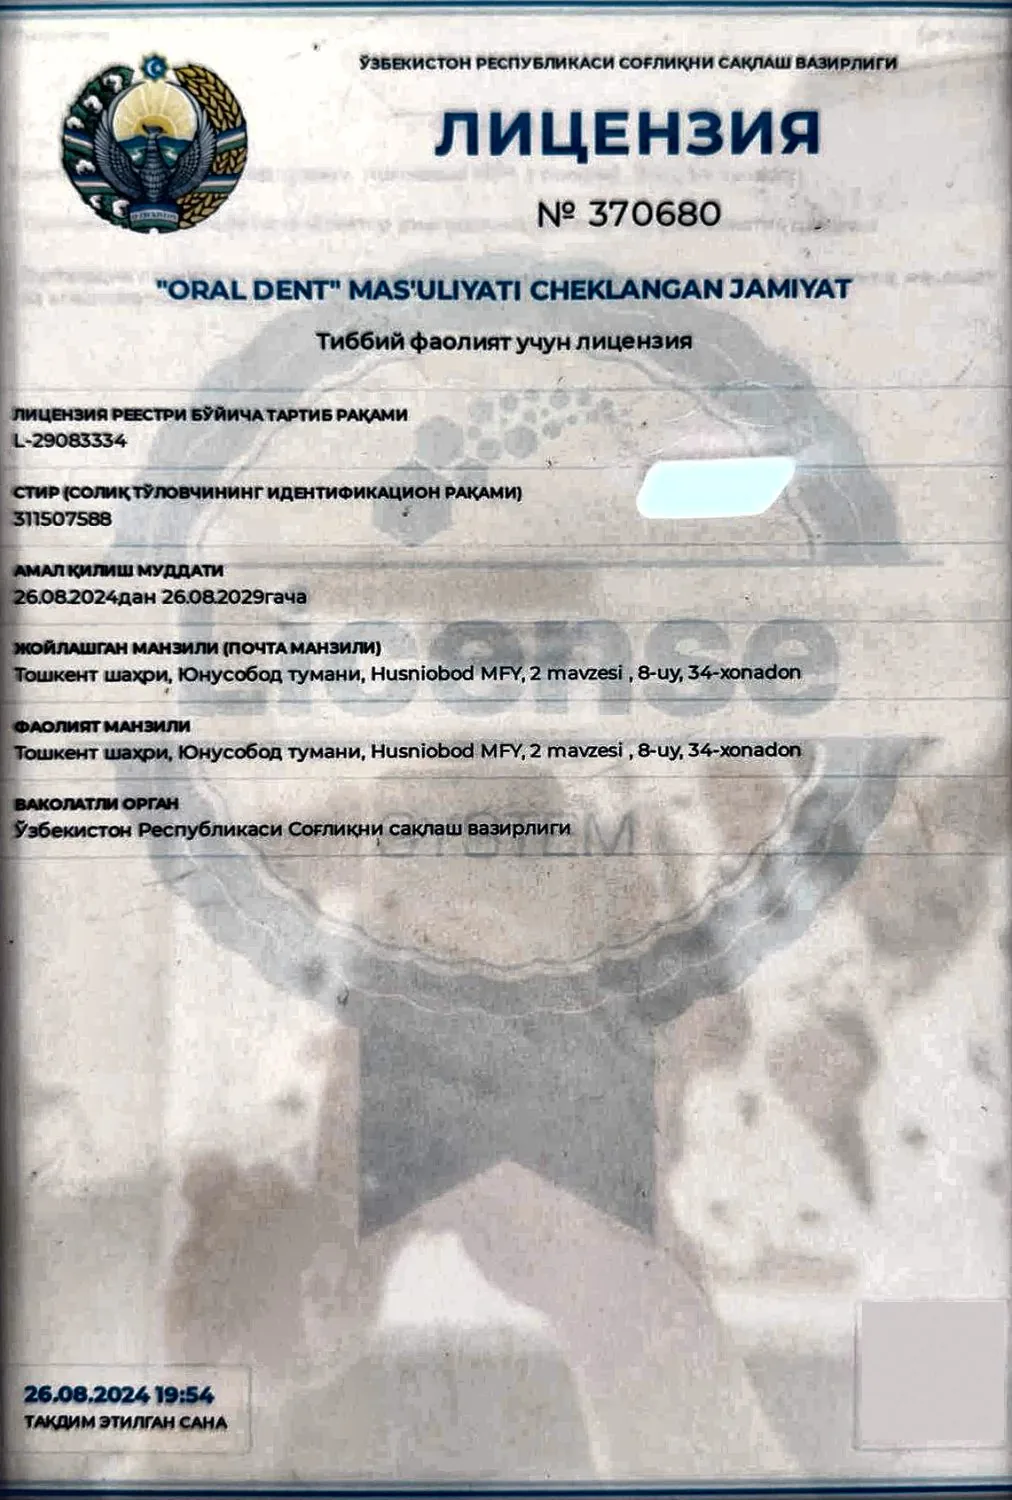 ЎЗБЕКИСТОН РЕСПУБЛИКАСИ СОҒЛИҚНИ САҚЛАШ ВАЗИРЛИГИ
ЛИЦЕНЗИЯ
№ 370680
"ORAL DENT" MAS'ULIYATI CHEKLANGAN JAMIYAT
Тиббий фаолият учун лицензия
ЛИЦЕНЗИЯ РЕЕСТРИ БЎЙИЧА ТАРТИБ РАҚАМИ
L-29083334
СТИР (СОЛИҚ ТЎЛОВЧИНИНГ ИДЕНТИФИКАЦИОН РАҚАМИ)
311507588
АМАЛ ҚИЛИШ МУДДАТИ
26.08.2024дан 26.08.2029гача
License
ЖОЙЛАШГАН МАНЗИЛИ (ПОЧТА МАНЗИЛИ)
Тошкент шаҳри, Юнусобод тумани, Husniobod MFY, 2 mavzesi , 8-uy, 34-xonadon
ФАОЛИЯТ МАНЗИЛИ
Тошкент шаҳри, Юнусобод тумани, Husniobod MFY, 2 mavzesi , 8-uy, 34-xonadon
ВАКОЛАТЛИ ОРГАН
Ўзбекистон Республикаси Соғлиқни сақлаш вазирлиги
SYSTEM
26.08.2024 19:54
ТАҚДИМ ЭТИЛГАН САНА